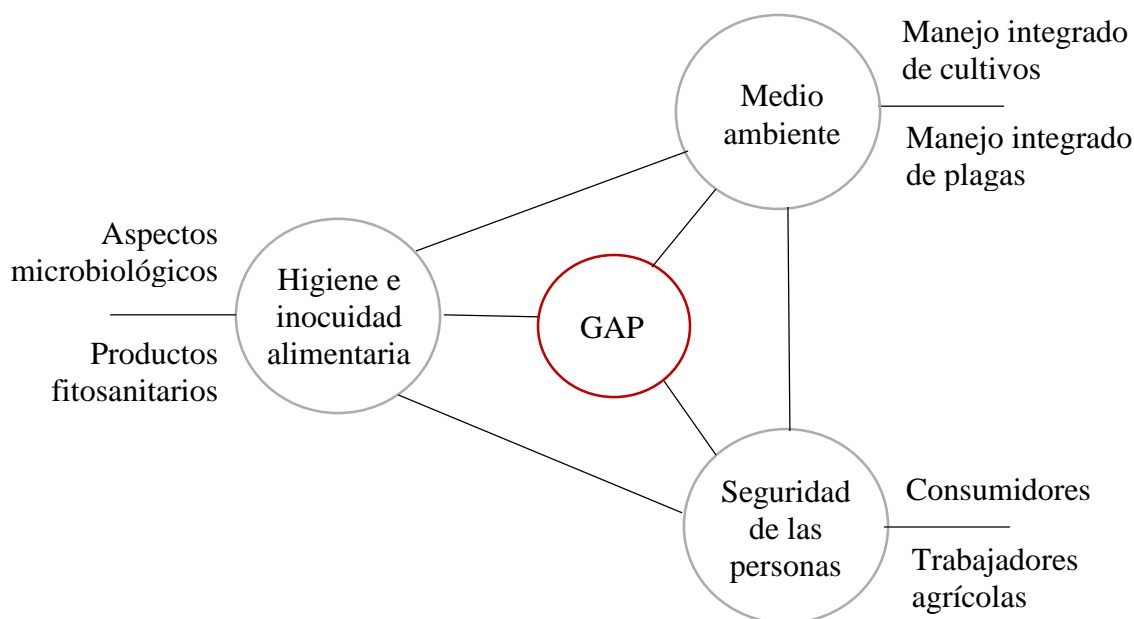 Manejo integrado
de cultivos
Medio
ambiente
Manejo integrado
de plagas
Aspectos
microbiológicos
Higiene e
inocuidad
alimentaria
GAP
Productos
fitosanitarios
Seguridad
de las
personas
Consumidores
Trabajadores
agrícolas